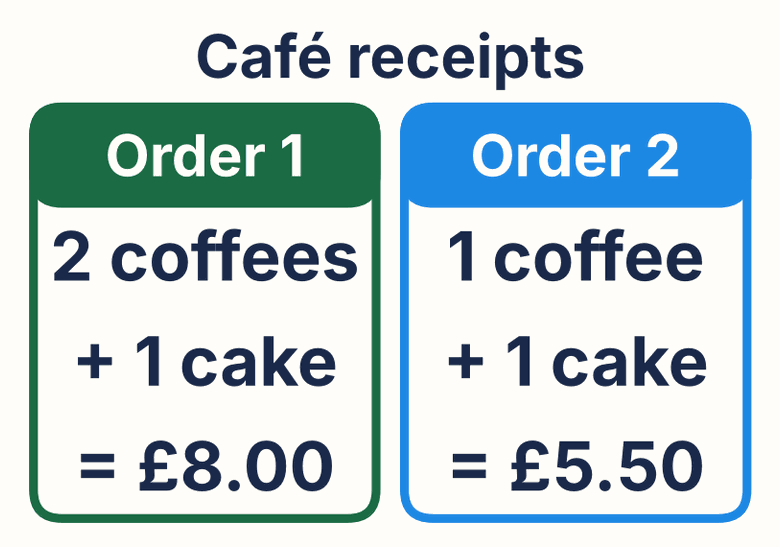 Café receipts
Order 1
2 coffees
+ 1 cake
= £8.00
Order 2
1 coffee
+ 1 cake
= £5.50